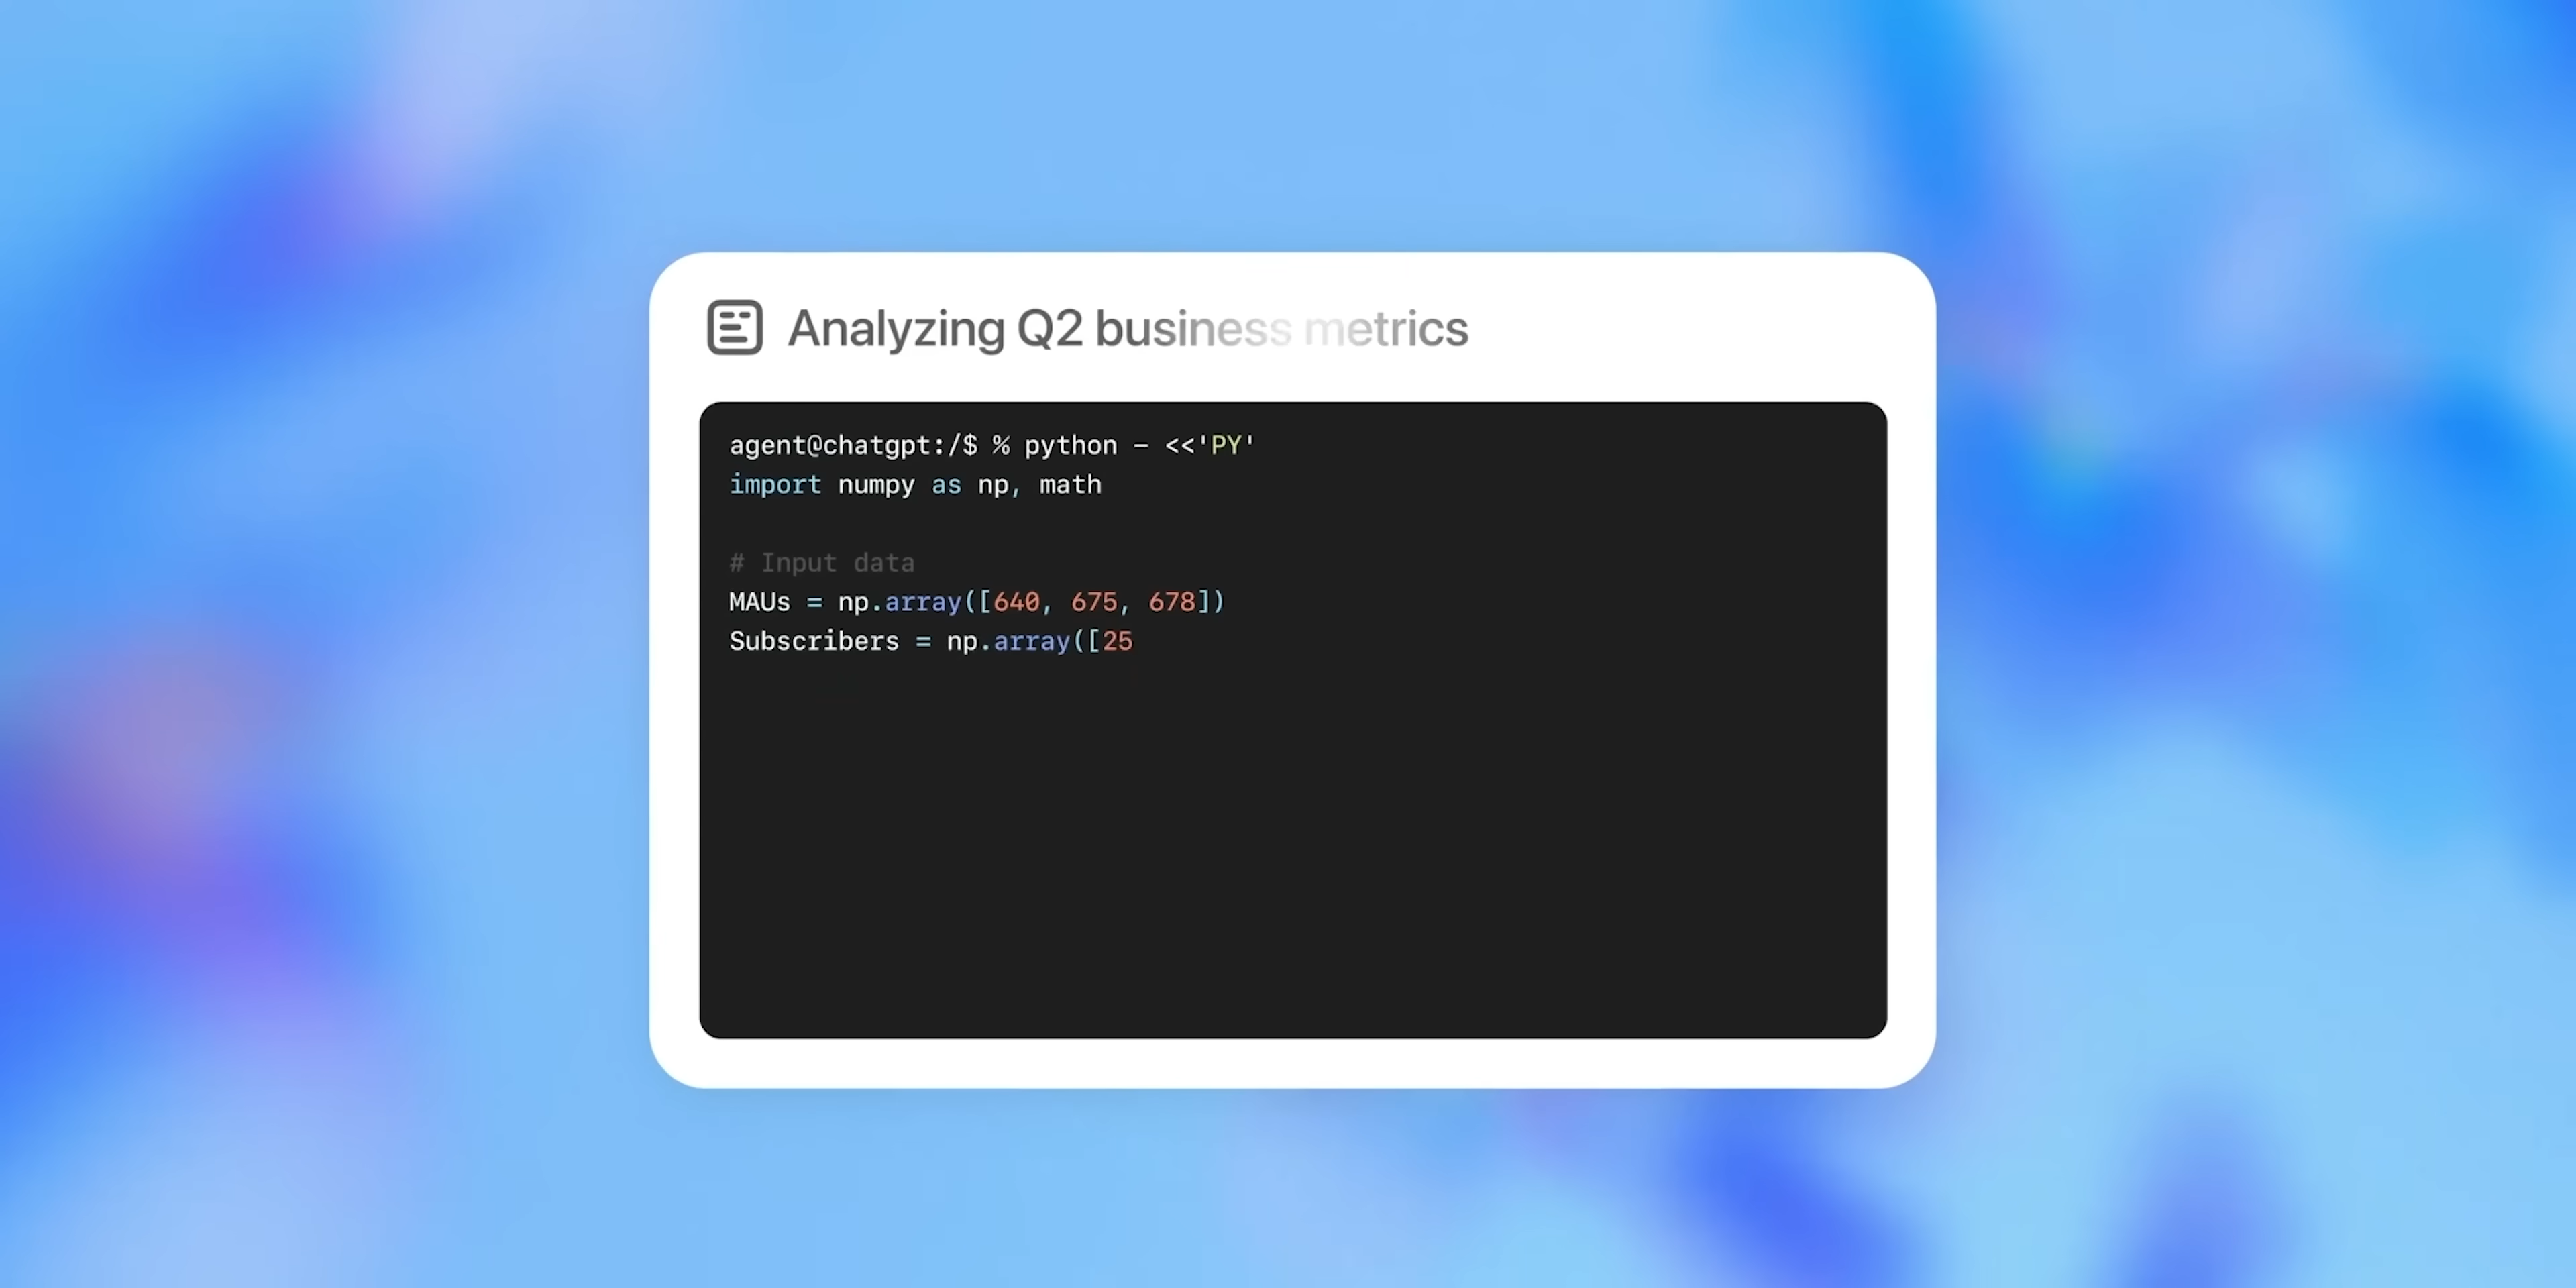 Analyzing Q2 business metrics
agent@chatgpt:/$ % python – <<'PY'
import numpy as np, math
# Input data
MAUs = np.array([640, 675, 678])
Subscribers = np.array([25